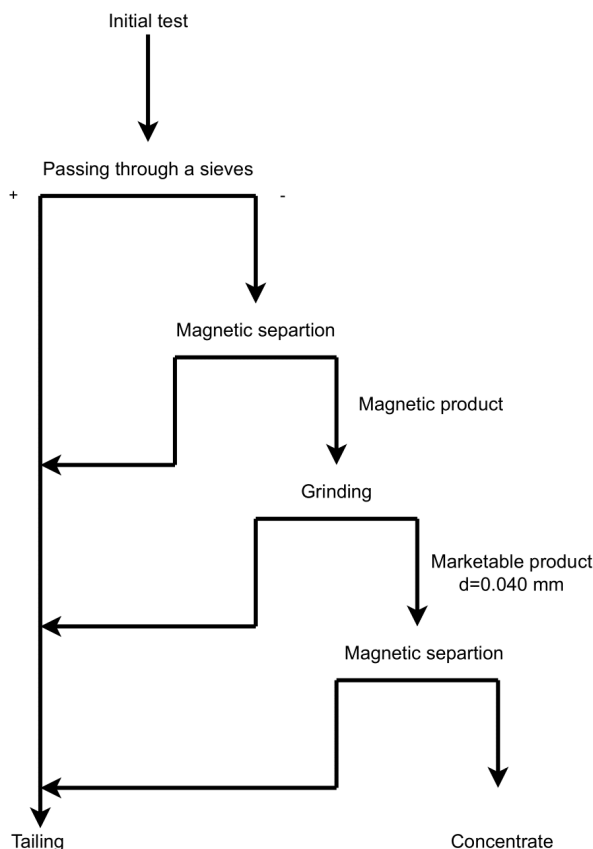 Initial test
Passing through a sieves
+
-
Magnetic separtion
Magnetic product
Grinding
Marketable product
d=0.040 mm
Magnetic separtion
Tailing
Concentrate